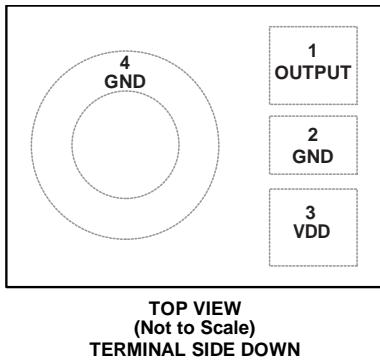 4
GND
1
OUTPUT
2
GND
3
VDD
TOP VIEW
(Not to Scale)
TERMINAL SIDE DOWN